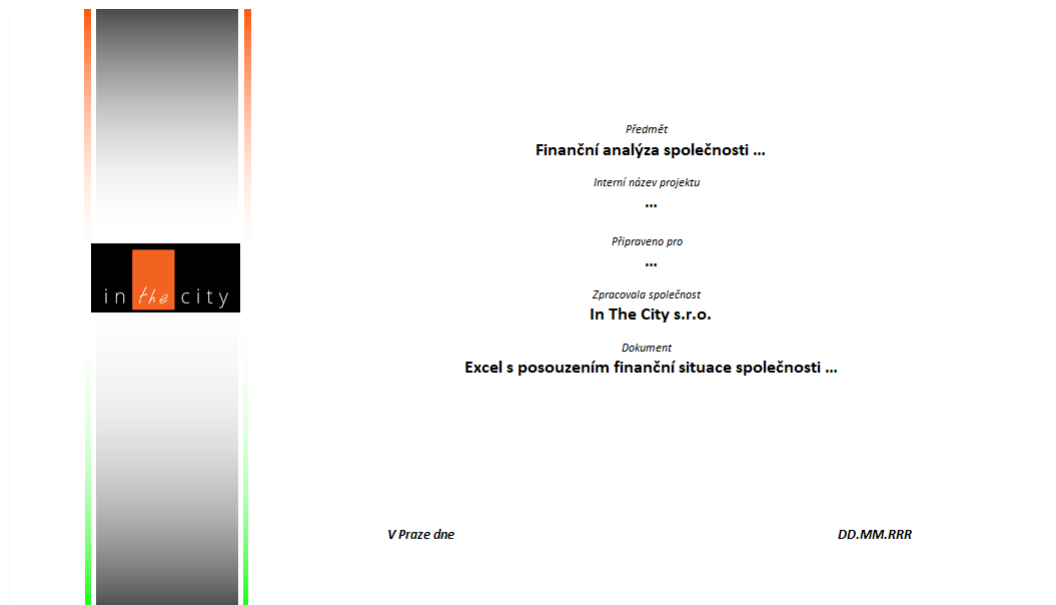 Předmět
Finanční analýza společnosti ...
Interní název projektu
...
Připraveno pro
...
in the city
Zpracovala společnost
In The City s.r.o.
Dokument
Excel s posouzením finanční situace společnosti ...
V Praze dne DD.MM.RRR